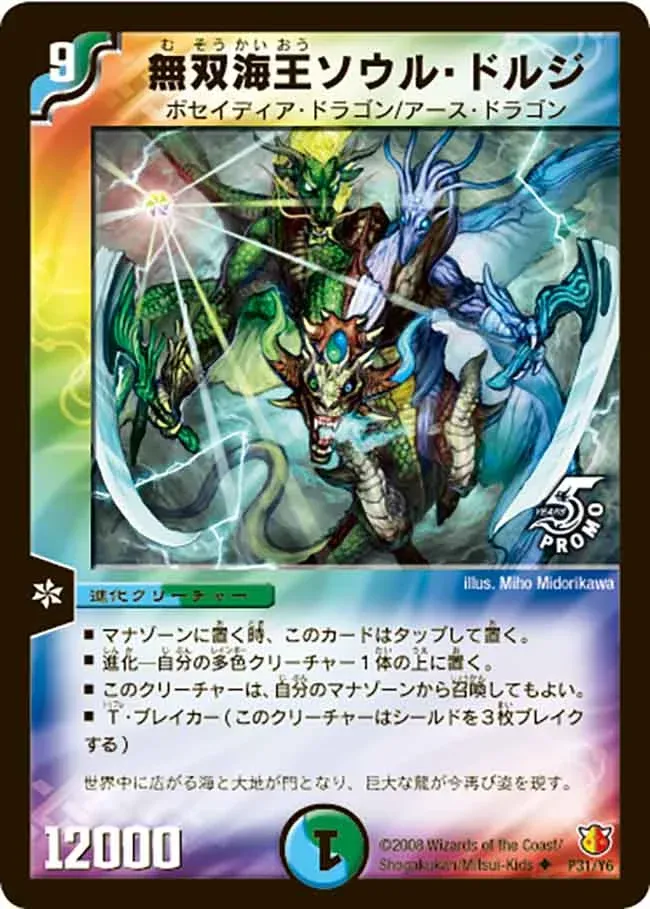 9
無双海王ソウル・ドルジ
むそうかいおう
ポセイディア・ドラゴン/アース・ドラゴン
5 YEARS PROMO
illus. Miho Midorikawa
進化クリーチャー
■ マナゾーンに置く時、このカードはタップして置く。
■ 進化―自分の多色クリーチャー1体の上に置く。
■ このクリーチャーは、自分のマナゾーンから召喚してもよい。
■ T・ブレイカー(このクリーチャーはシールドを3枚ブレイク
する)
世界中に広がる海と大地が門となり、巨大な龍が今再び姿を現す。
12000
1
©2008 Wizards of the Coast/
Shogakukan/Mitsui-Kids ◆ P31/Y6